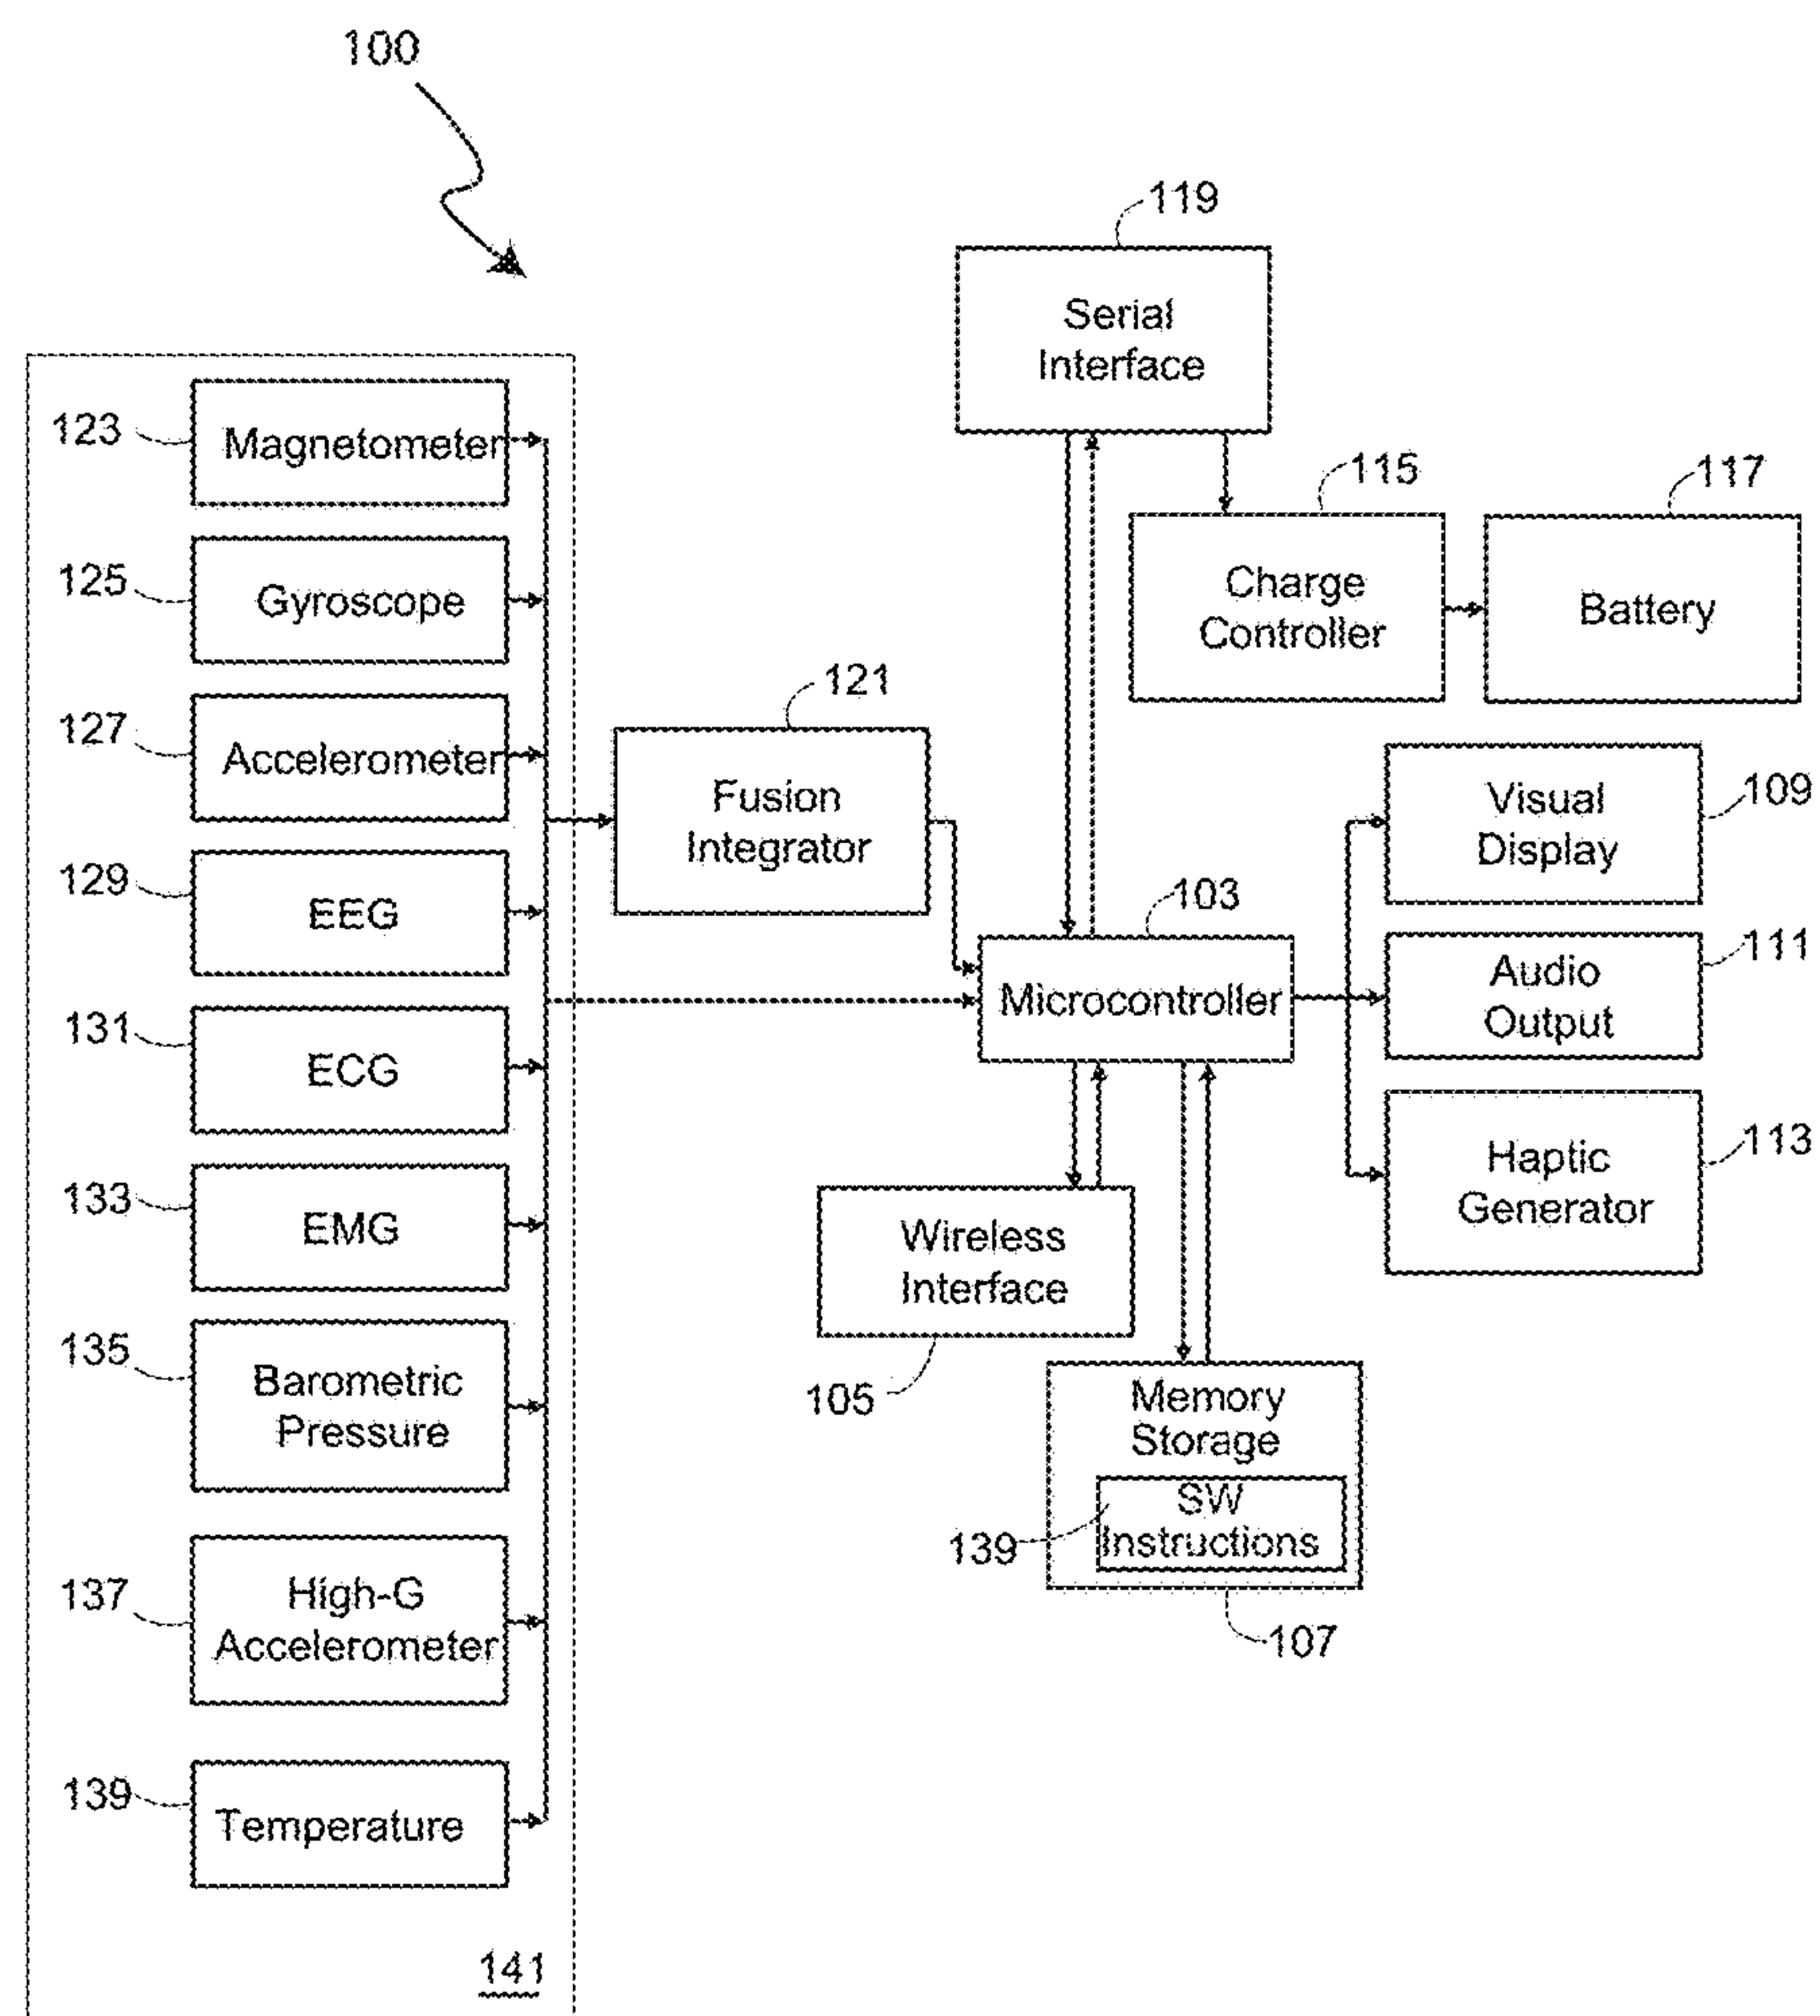 100
119
Serial
Interface
123
Magnetometer
115
117
125
Gyroscope
Charge
Controller
Battery
121
127
Accelerometer
Fusion
Integrator
Visual
Display
109
129
EEG
103
Microcontroller
Audio
Output
111
131
ECG
Haptic
Generator
113
133
EMG
Wireless
Interface
105
135
Barometric
Pressure
Memory
Storage
SW
Instructions
139
107
137
High-G
Accelerometer
139
Temperature
141